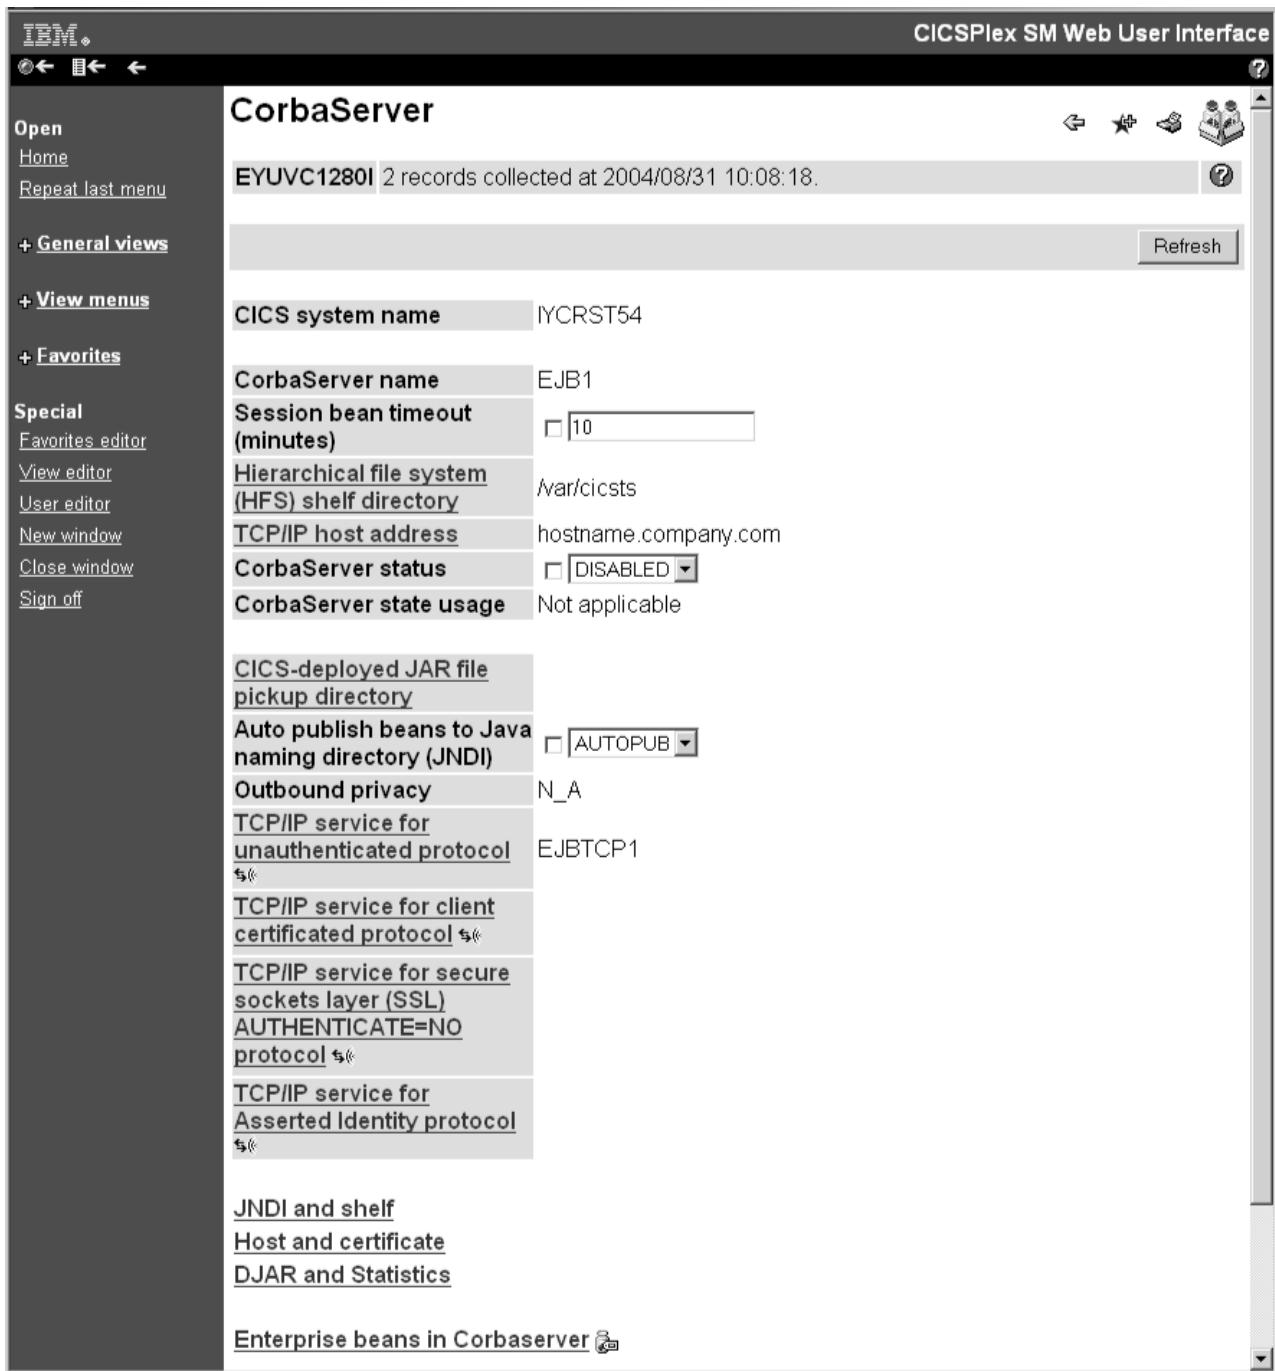 IBM.
CICSPlex SM Web User Interface
Open
Home
Repeat last menu
+ General views
+ View menus
+ Favorites
Special
Favorites editor
View editor
User editor
New window
Close window
Sign off
CorbaServer
EYUVC1280I 2 records collected at 2004/08/31 10:08:18.
Refresh
CICS system name IYCRST54
CorbaServer name EJB1
Session bean timeout
(minutes) 10
Hierarchical file system
(HFS) shelf directory /var/cicsts
TCP/IP host address hostname.company.com
CorbaServer status DISABLED
CorbaServer state usage Not applicable
CICS-deployed JAR file
pickup directory
Auto publish beans to Java
naming directory (JNDI) AUTOPUB
Outbound privacy N_A
TCP/IP service for
unauthenticated protocol EJBTCP1
TCP/IP service for client
certificated protocol
TCP/IP service for secure
sockets layer (SSL)
AUTHENTICATE=NO
protocol
TCP/IP service for
Asserted Identity protocol
JNDI and shelf
Host and certificate
DJAR and Statistics
Enterprise beans in Corbaserver